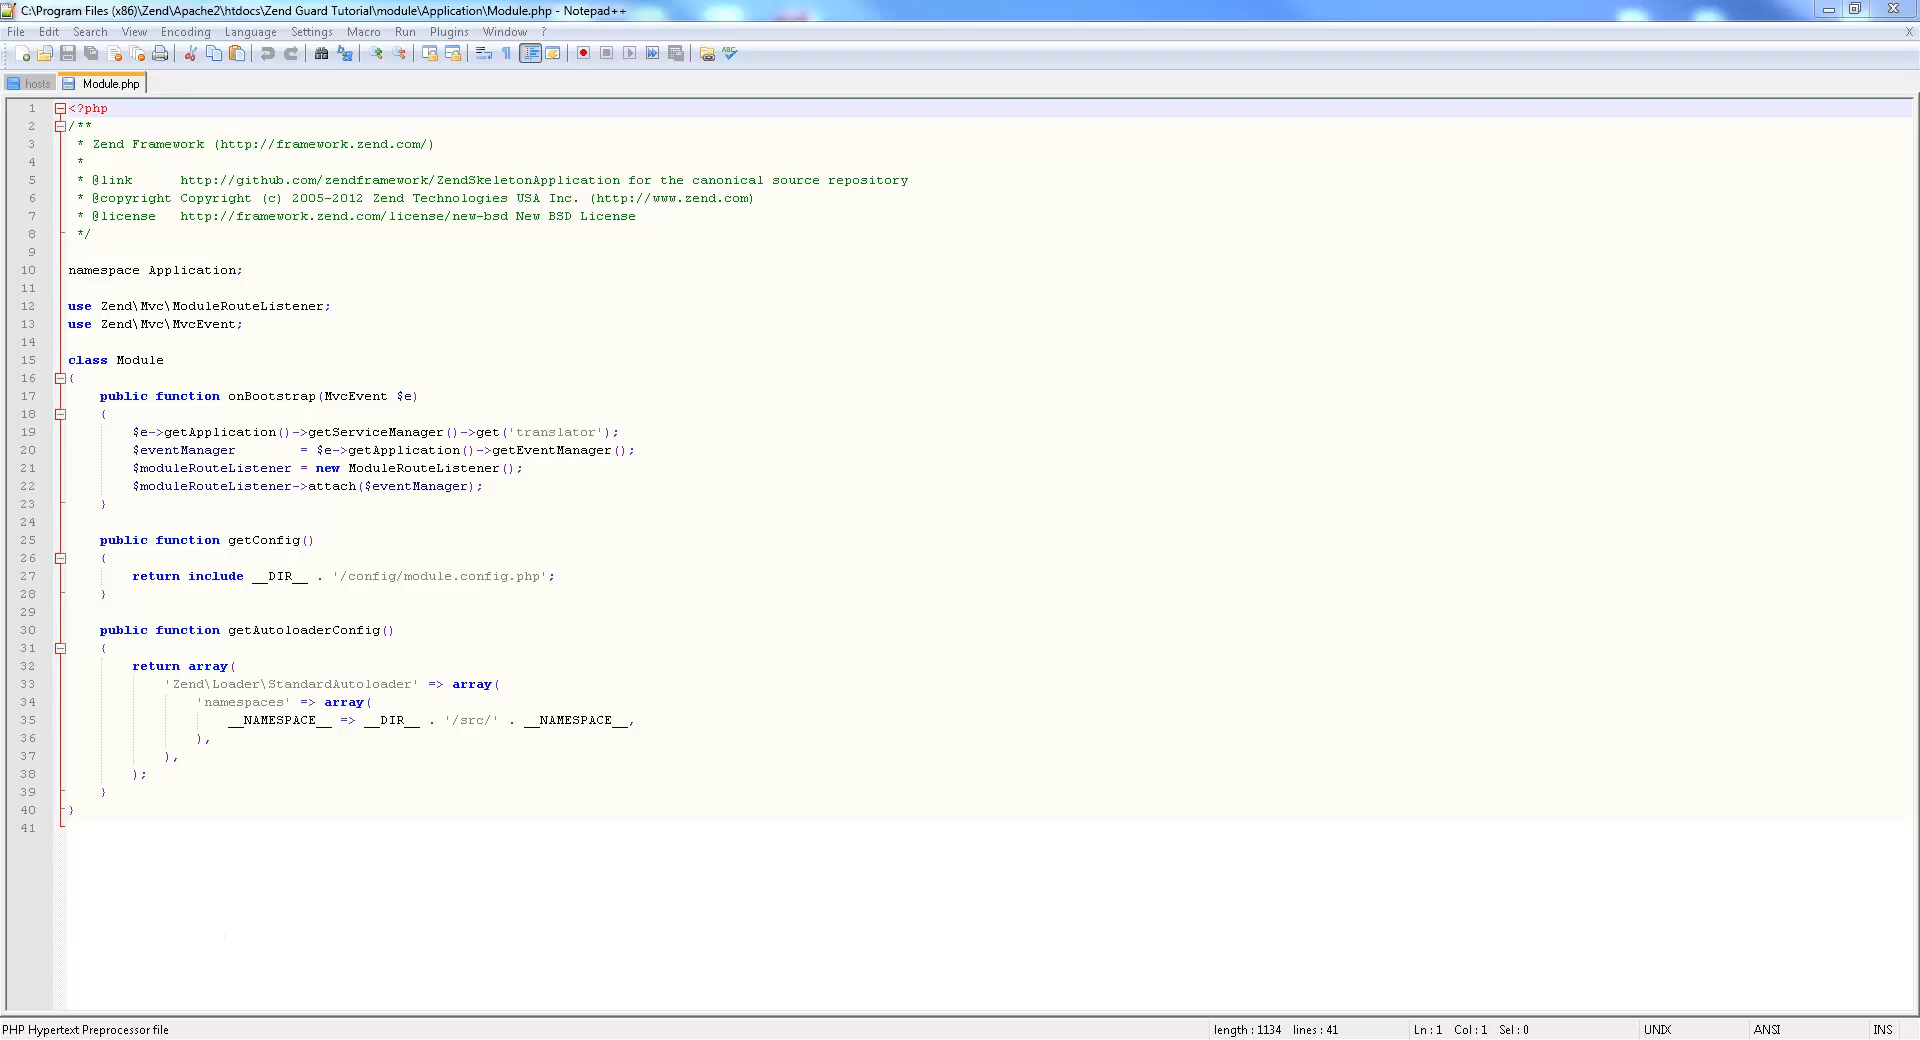 C:\Program Files (x86)\Zend\Apache2\htdocs\Zend Guard Tutorial\module\Application\Module.php - Notepad++
File Edit Search View Encoding Language Settings Macro Run Plugins Window ? X
hosts Module.php
1 <?php
2 /**
3  * Zend Framework (http://framework.zend.com/)
4  *
5  * @link      http://github.com/zendframework/ZendSkeletonApplication for the canonical source repository
6  * @copyright Copyright (c) 2005-2012 Zend Technologies USA Inc. (http://www.zend.com)
7  * @license   http://framework.zend.com/license/new-bsd New BSD License
8  */
9
10 namespace Application;
11
12 use Zend\Mvc\ModuleRouteListener;
13 use Zend\Mvc\MvcEvent;
14
15 class Module
16 {
17     public function onBootstrap(MvcEvent $e)
18     {
19         $e->getApplication()->getServiceManager()->get('translator');
20         $eventManager        = $e->getApplication()->getEventManager();
21         $moduleRouteListener = new ModuleRouteListener();
22         $moduleRouteListener->attach($eventManager);
23     }
24
25     public function getConfig()
26     {
27         return include __DIR__ . '/config/module.config.php';
28     }
29
30     public function getAutoloaderConfig()
31     {
32         return array(
33             'Zend\Loader\StandardAutoloader' => array(
34                 'namespaces' => array(
35                     __NAMESPACE__ => __DIR__ . '/src/' . __NAMESPACE__,
36                 ),
37             ),
38         );
39     }
40 }
41
PHP Hypertext Preprocessor file length : 1134 lines : 41 Ln : 1 Col : 1 Sel : 0 UNIX ANSI INS